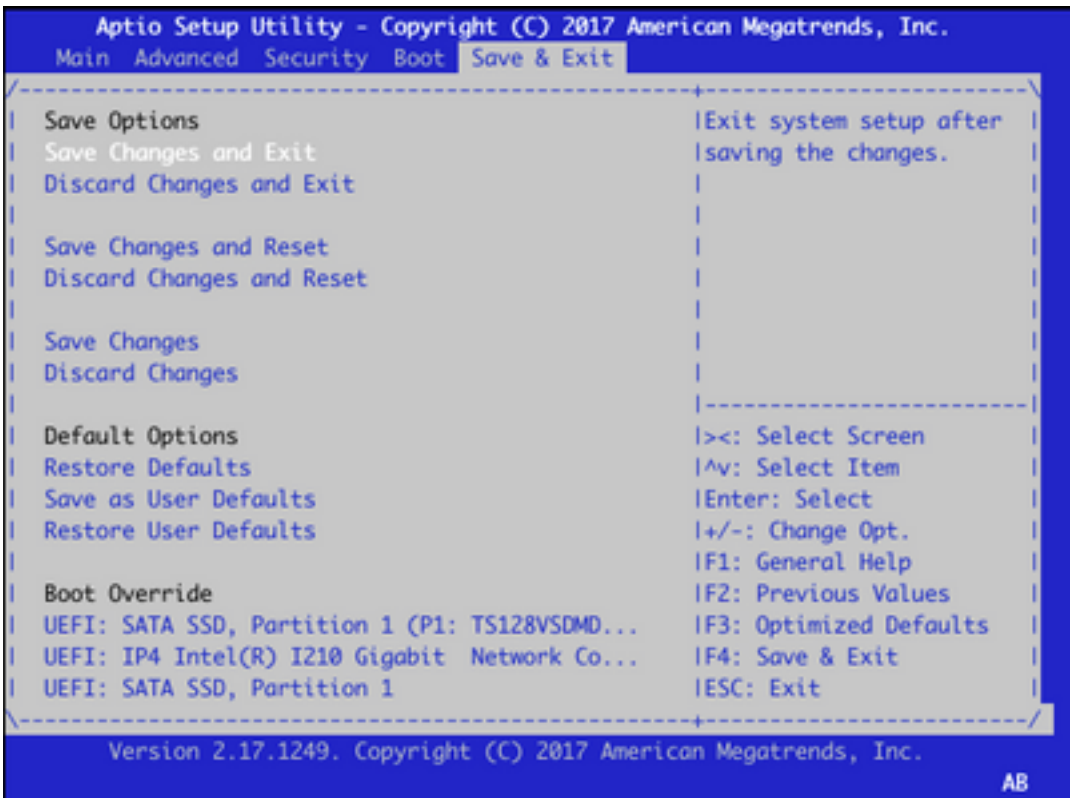 Aptio Setup Utility - Copyright (C) 2017 American Megatrends, Inc.
Main Advanced Security Boot Save & Exit
/----------------------------------------------------+-------------------------\
| Save Options |Exit system setup after |
| Save Changes and Exit |saving the changes. |
| Discard Changes and Exit | |
| | |
| Save Changes and Reset | |
| Discard Changes and Reset | |
| | |
| Save Changes | |
| Discard Changes | |
| |-------------------------|
| Default Options |><: Select Screen |
| Restore Defaults |^v: Select Item |
| Save as User Defaults |Enter: Select |
| Restore User Defaults |+/-: Change Opt. |
| |F1: General Help |
| Boot Override |F2: Previous Values |
| UEFI: SATA SSD, Partition 1 (P1: TS128VSDMD... |F3: Optimized Defaults |
| UEFI: IP4 Intel(R) I210 Gigabit  Network Co... |F4: Save & Exit |
| UEFI: SATA SSD, Partition 1 |ESC: Exit |
\----------------------------------------------------+-------------------------/
Version 2.17.1249. Copyright (C) 2017 American Megatrends, Inc.
AB